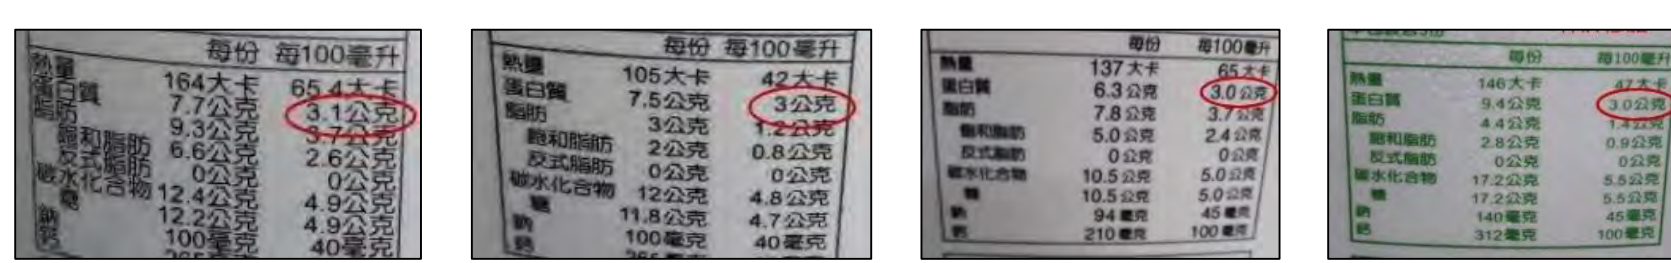 每份 每100毫升
熱量 164大卡 65.4大卡
蛋白質 7.7公克 3.1公克
脂肪 9.3公克 3.7公克
飽和脂肪 6.6公克 2.6公克
反式脂肪 0公克 0公克
碳水化合物 12.4公克 4.9公克
糖 12.2公克 4.9公克
鈉 100毫克 40毫克
鈣
每份 每100毫升
熱量 105大卡 42大卡
蛋白質 7.5公克 3公克
脂肪 3公克 1.2公克
飽和脂肪 2公克 0.8公克
反式脂肪 0公克 0公克
碳水化合物 12公克 4.8公克
糖 11.8公克 4.7公克
鈉 100毫克 40毫克
鈣
每份 每100毫升
熱量 137大卡 65大卡
蛋白質 6.3公克 3.0公克
脂肪 7.8公克 3.7公克
飽和脂肪 5.0公克 2.4公克
反式脂肪 0公克 0公克
碳水化合物 10.5公克 5.0公克
糖 10.5公克 5.0公克
鈉 94毫克 45毫克
鈣 210毫克 100毫克
每份 每100毫升
熱量 146大卡 47大卡
蛋白質 9.4公克 3.0公克
脂肪 4.4公克 1.4公克
飽和脂肪 2.8公克 0.9公克
反式脂肪 0公克 0公克
碳水化合物 17.2公克 5.5公克
糖 17.2公克 5.5公克
鈉 140毫克 45毫克
鈣 312毫克 100毫克